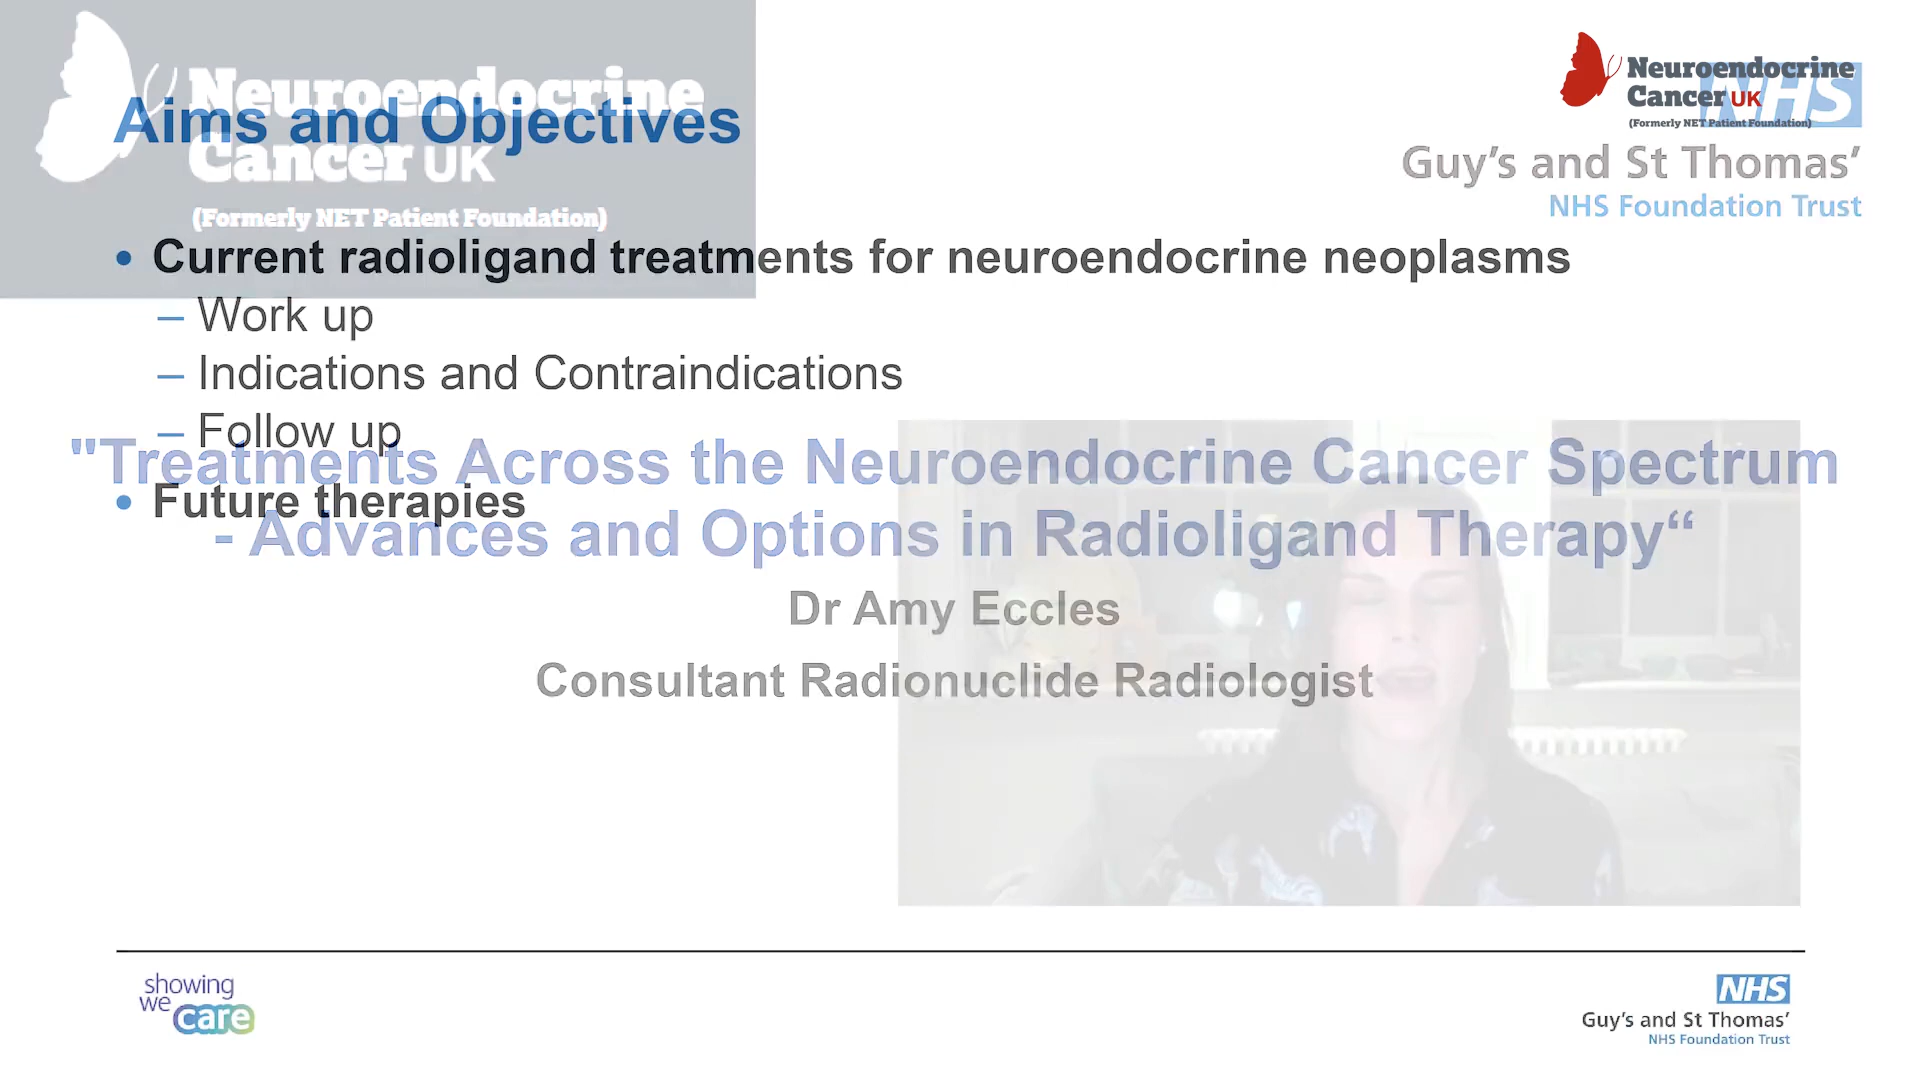 Neuroendocrine
Cancer UK
(Formerly NET Patient Foundation)
Aims and Objectives
Neuroendocrine
Cancer UK
(Formerly NET Patient Foundation)
NHS
Guy's and St Thomas'
NHS Foundation Trust
• Current radioligand treatments for neuroendocrine neoplasms
– Work up
– Indications and Contraindications
– Follow up
• Future therapies
"Treatments Across the Neuroendocrine Cancer Spectrum
- Advances and Options in Radioligand Therapy“
Dr Amy Eccles
Consultant Radionuclide Radiologist
showing
we care
NHS
Guy's and St Thomas'
NHS Foundation Trust